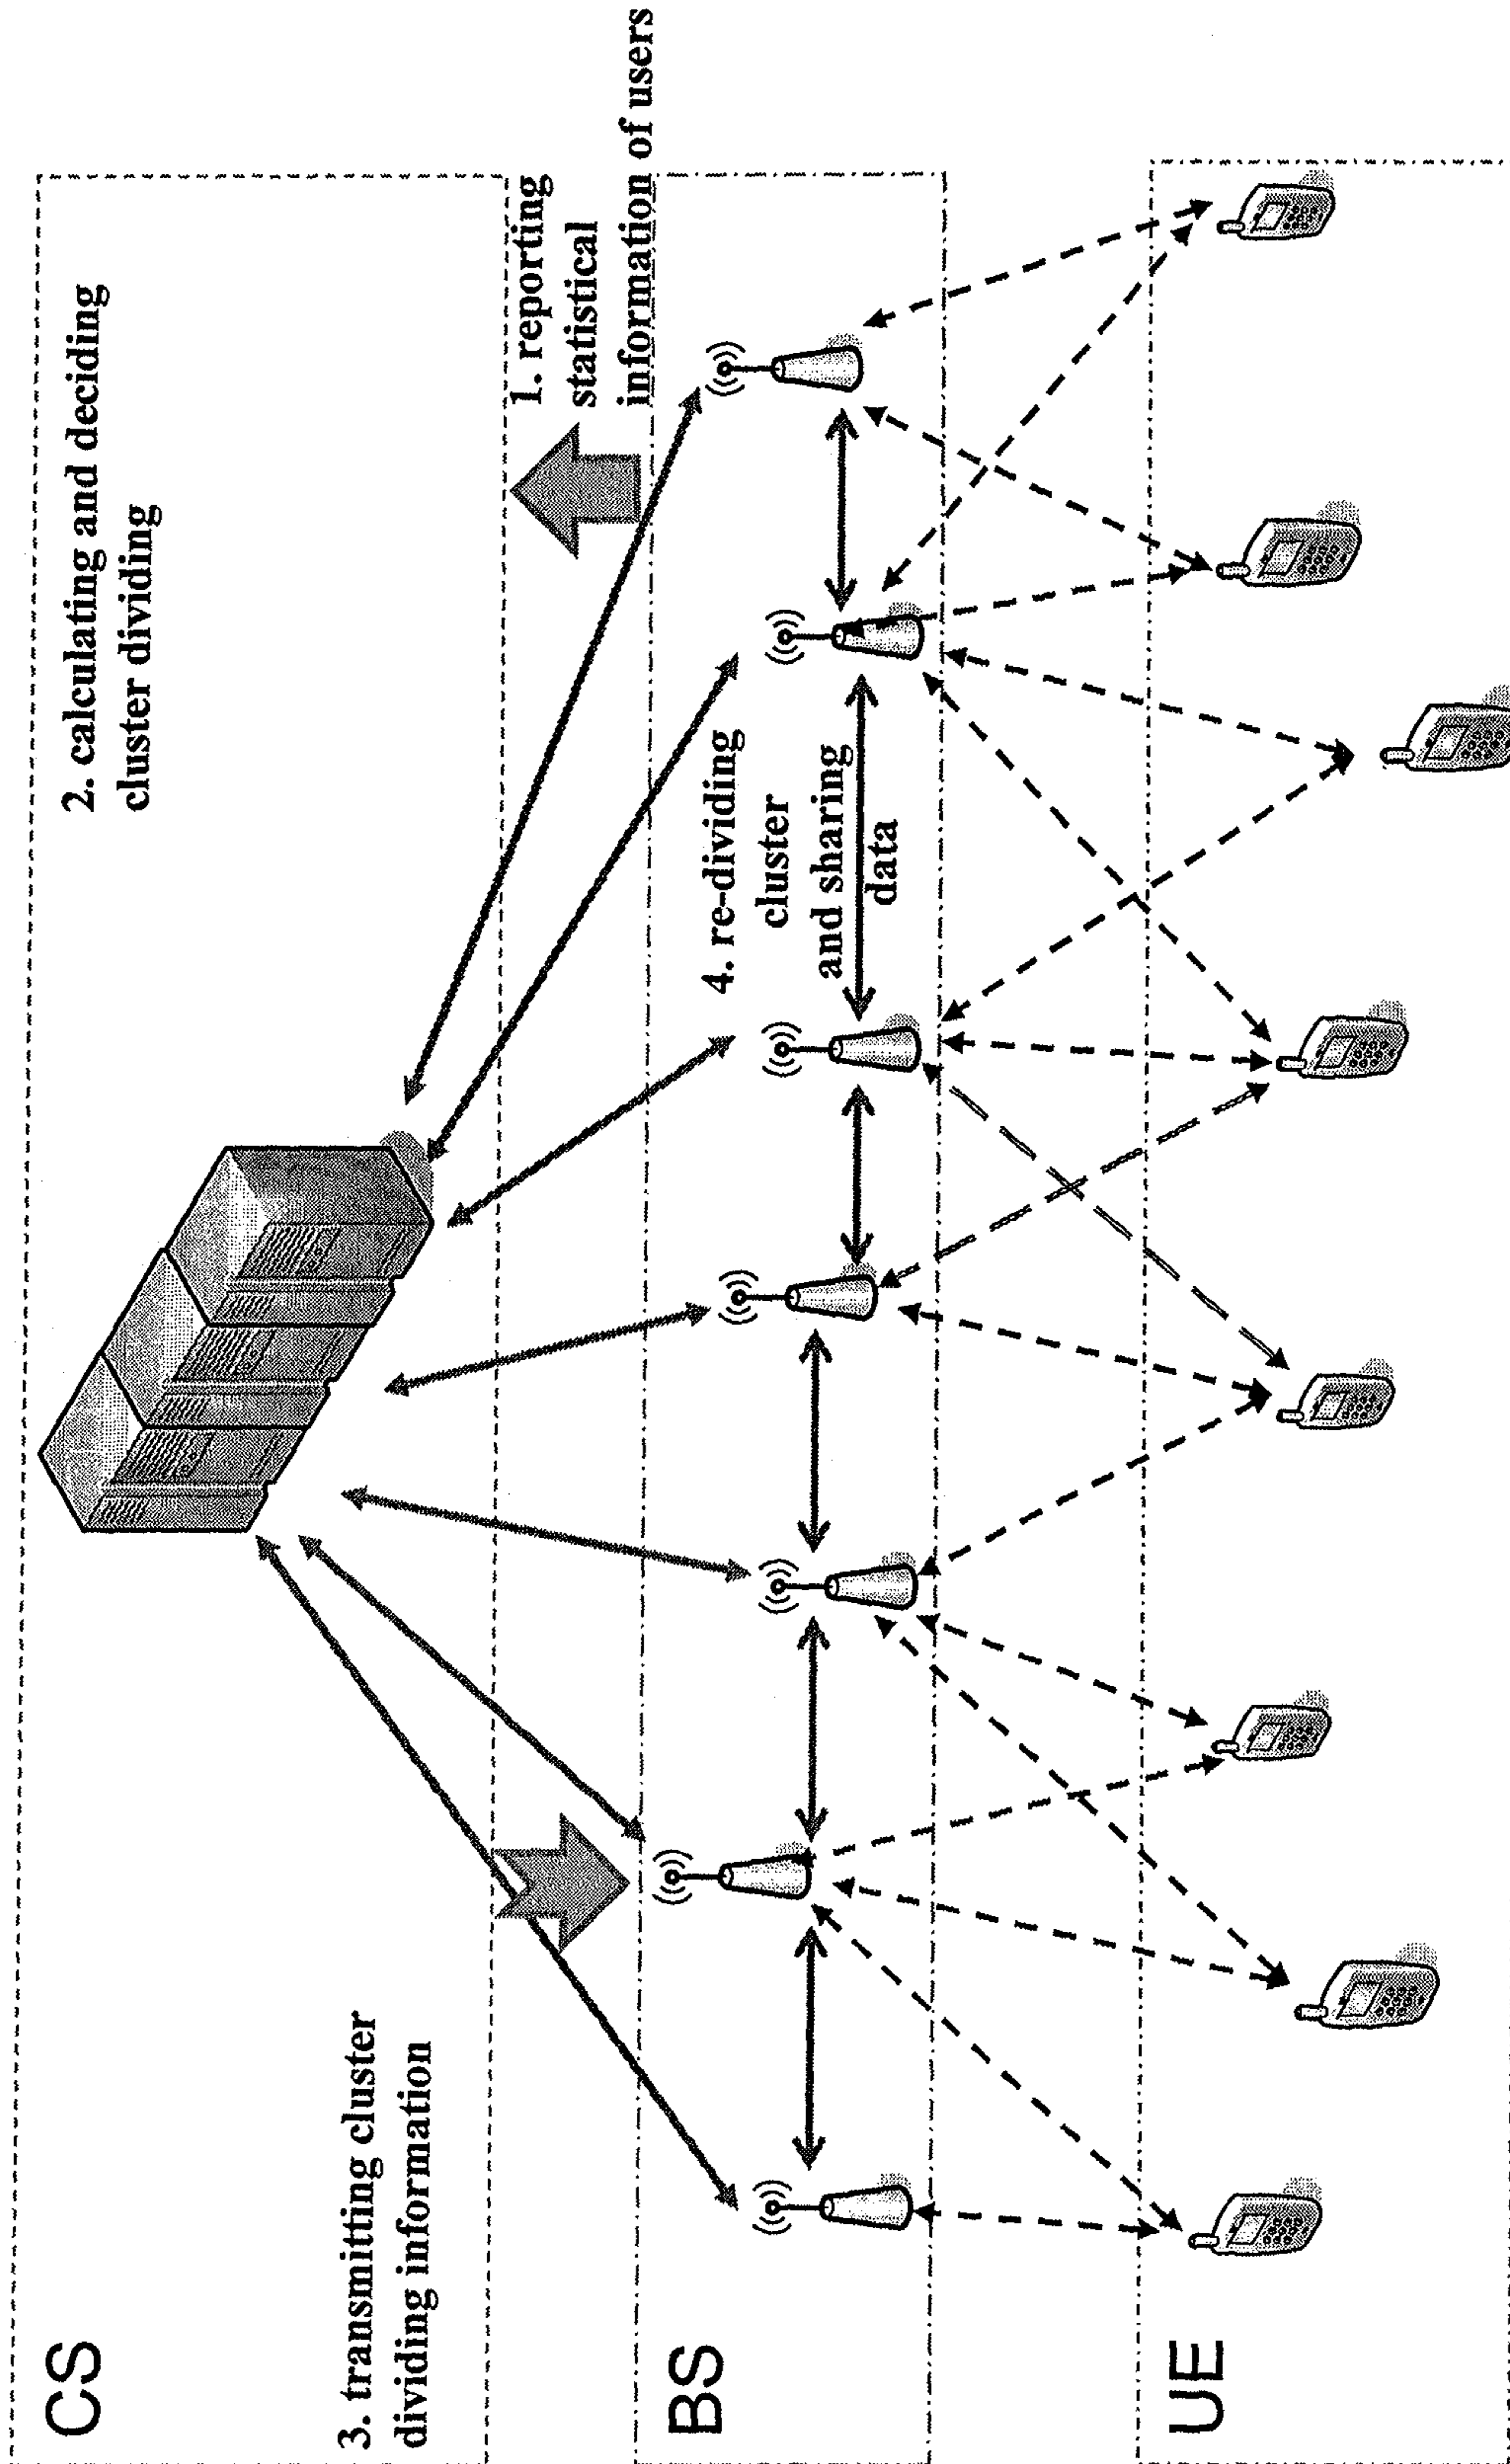 CS
2. calculating and deciding
cluster dividing
3. transmitting cluster
dividing information
1. reporting
statistical
information of users
BS
4. re-dividing
cluster
and sharing
data
UE